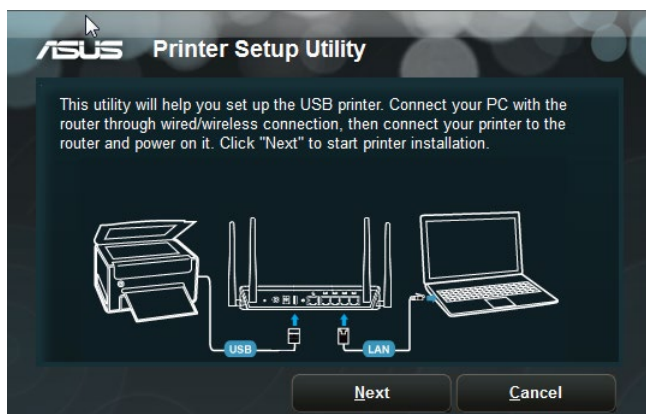 ASUS Printer Setup Utility
This utility will help you set up the USB printer. Connect your PC with the
router through wired/wireless connection, then connect your printer to the
router and power on it. Click "Next" to start printer installation.
USB
LAN
Next
Cancel